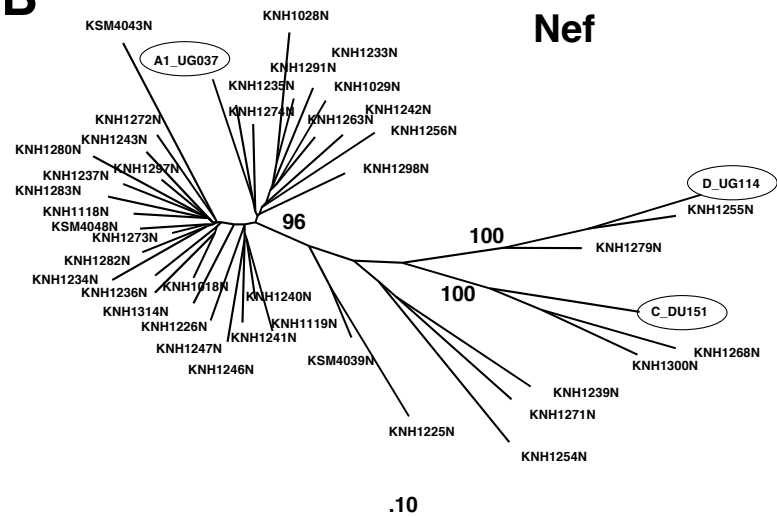 B
Nef
KNH1028N
KSM4043N
KNH1233N
A1_UG037
KNH1291N
KNH1235N
KNH1029N
KNH1274N
KNH1242N
KNH1272N
KNH1263N
KNH1256N
KNH1243N
KNH1280N
KNH1297N
KNH1298N
KNH1237N
D_UG114
KNH1283N
KNH1118N
KNH1255N
96
KSM4048N
KNH1273N
100
KNH1279N
KNH1282N
KNH1234N
KNH1018N
KNH1236N
100
KNH1240N
KNH1314N
C_DU151
KNH1226N
KNH1119N
KNH1241N
KNH1247N
KNH1268N
KSM4039N
KNH1300N
KNH1246N
KNH1239N
KNH1271N
KNH1225N
KNH1254N
.10